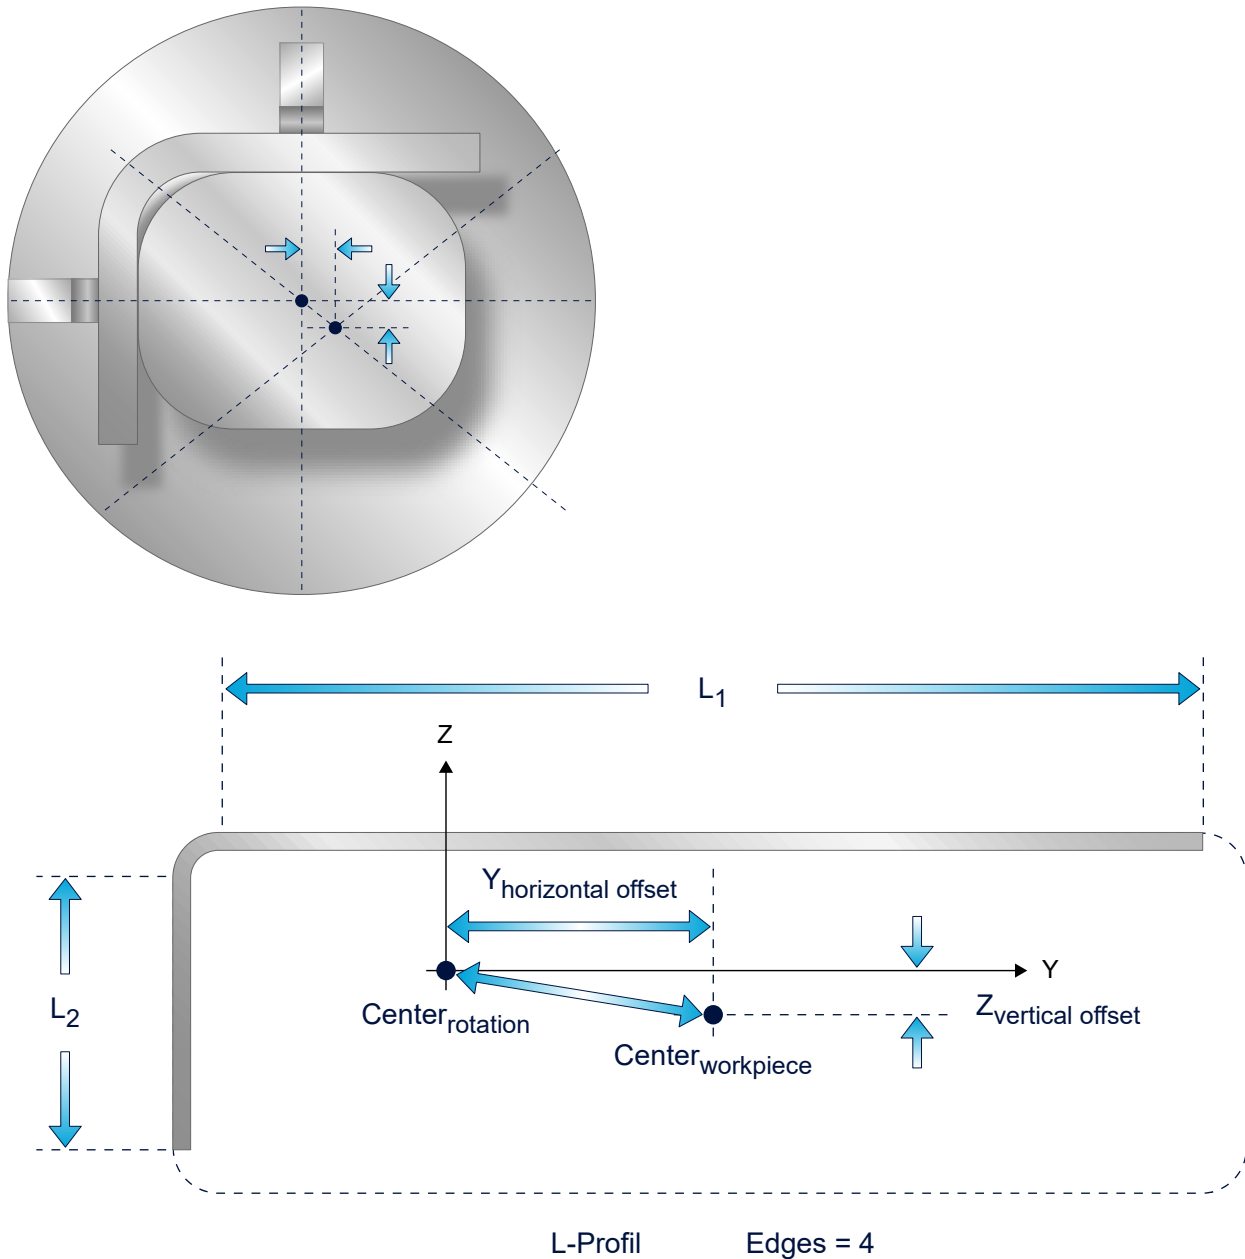 L1
Z
Yhorizontal offset
Y
L2
Centerrotation
Zvertical offset
Centerworkpiece
L-Profil Edges = 4